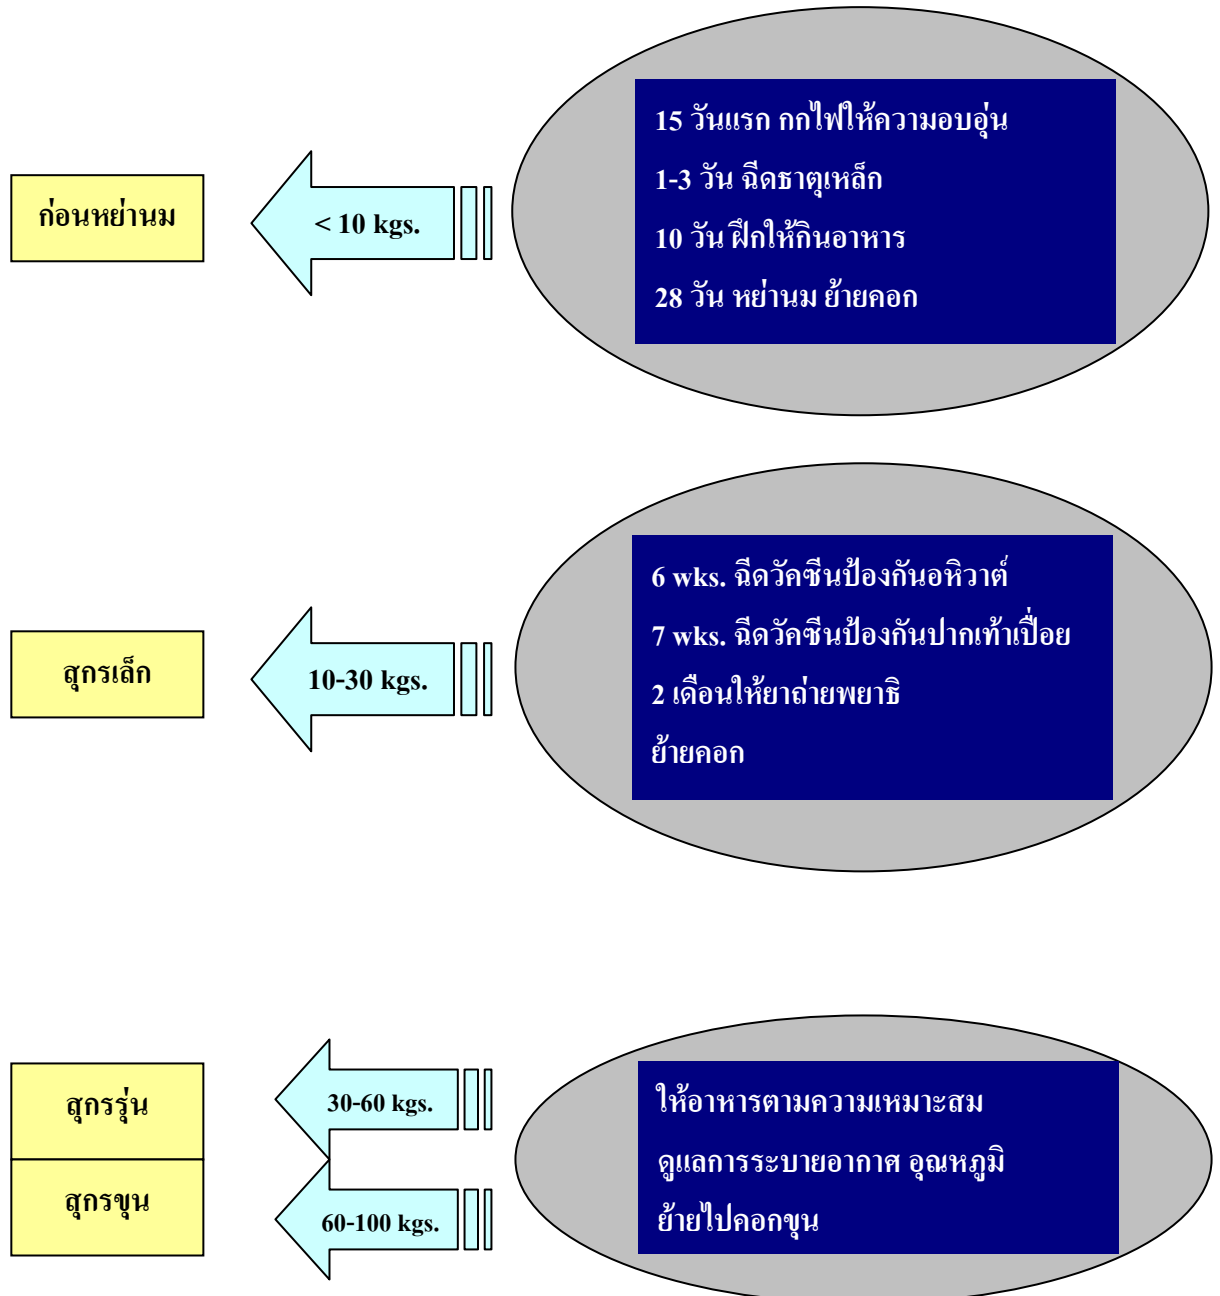 15 วันแรก กกไฟให้ความอบอุ่น
1-3 วัน ฉีดธาตุเหล็ก
10 วัน ฝึกให้กินอาหาร
28 วัน หย่านม ย้ายคอก
ก่อนหย่านม
< 10 kgs.
6 wks. ฉีดวัคซีนป้องกันอหิวาต์
7 wks. ฉีดวัคซีนป้องกันปากเท้าเปื่อย
2 เดือนให้ยาถ่ายพยาธิ
ย้ายคอก
สุกรเล็ก
10-30 kgs.
สุกรรุ่น
30-60 kgs.
สุกรขุน
60-100 kgs.
ให้อาหารตามความเหมาะสม
ดูแลการระบายอากาศ อุณหภูมิ
ย้ายไปคอกขุน